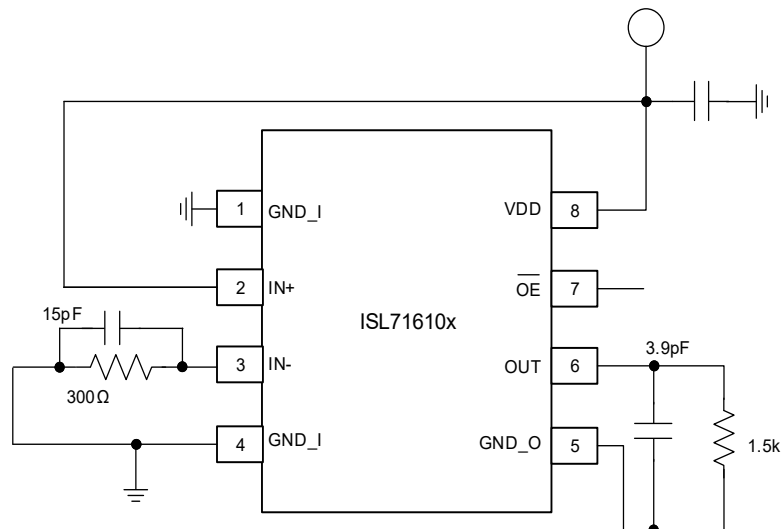 1
GND_I
VDD
8
2
IN+
OE
7
15pF
ISL71610x
3
IN-
OUT
6
3.9pF
300Ω
4
GND_I
GND_O
5
1.5k